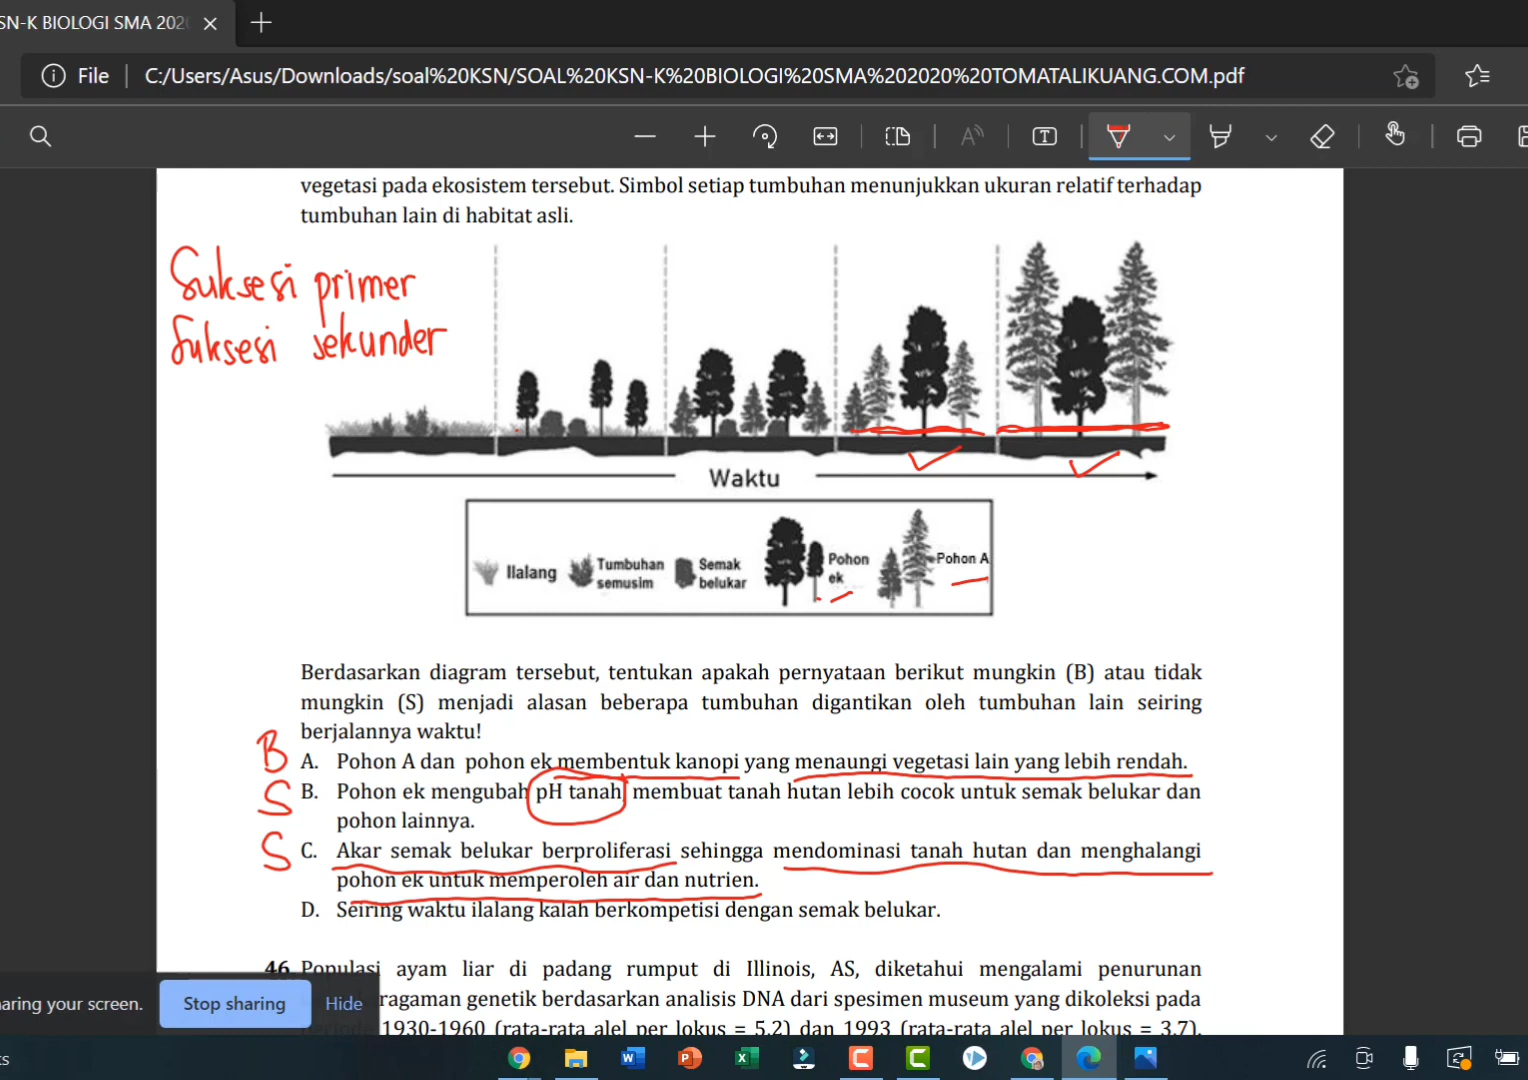 SN-K BIOLOGI SMA 202
File
C:/Users/Asus/Downloads/soal%20KSN/SOAL%20KSN-K%20BIOLOGI%20SMA%202020%20TOMATALIKUANG.COM.pdf
vegetasi pada ekosistem tersebut. Simbol setiap tumbuhan menunjukkan ukuran relatif terhadap
tumbuhan lain di habitat asli.
Suksesi primer
Suksesi sekunder
Waktu
Ilalang
Tumbuhan
semusim
Semak
belukar
Pohon
ek
Pohon A
Berdasarkan diagram tersebut, tentukan apakah pernyataan berikut mungkin (B) atau tidak
mungkin (S) menjadi alasan beberapa tumbuhan digantikan oleh tumbuhan lain seiring
berjalannya waktu!
B A. Pohon A dan pohon ek membentuk kanopi yang menaungi vegetasi lain yang lebih rendah.
S B. Pohon ek mengubah pH tanah, membuat tanah hutan lebih cocok untuk semak belukar dan
pohon lainnya.
S C. Akar semak belukar berproliferasi sehingga mendominasi tanah hutan dan menghalangi
pohon ek untuk memperoleh air dan nutrien.
D. Seiring waktu ilalang kalah berkompetisi dengan semak belukar.
46. Populasi ayam liar di padang rumput di Illinois, AS, diketahui mengalami penurunan
ragaman genetik berdasarkan analisis DNA dari spesimen museum yang dikoleksi pada
1930-1960 (rata-rata alel per lokus = 5.2) dan 1993 (rata-rata alel per lokus = 3.7).
aring your screen.
Stop sharing
Hide